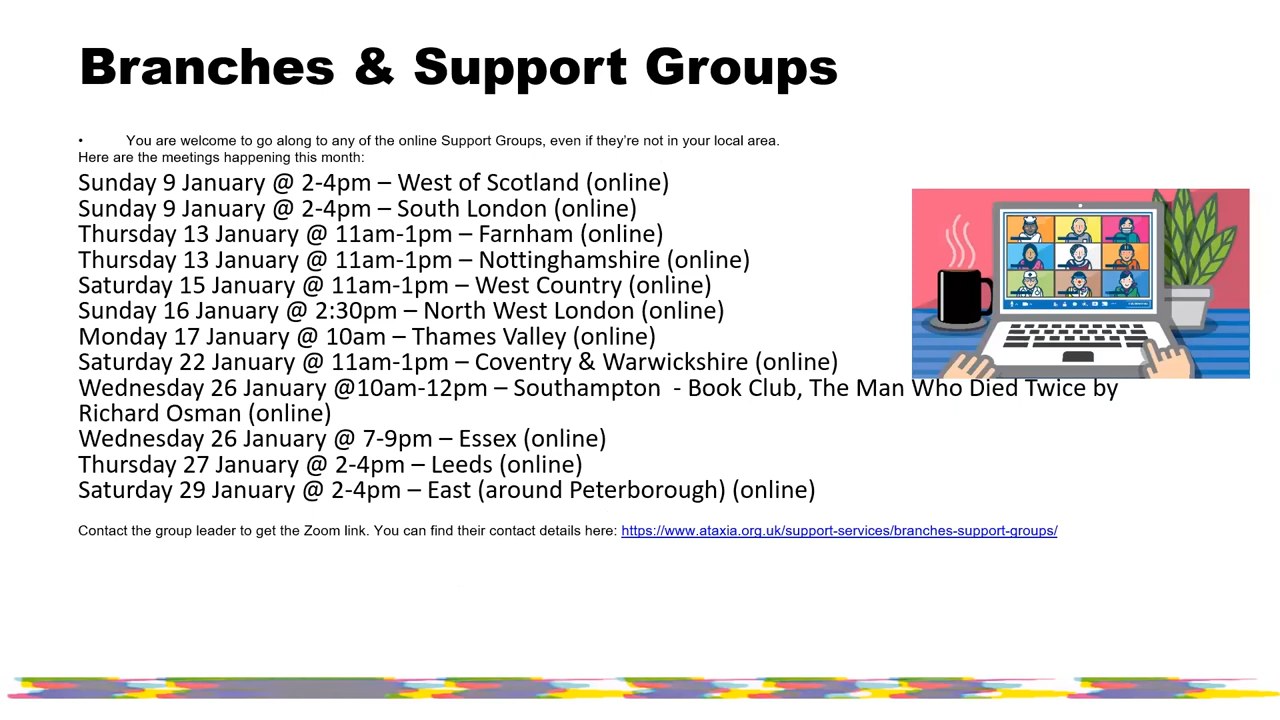 Branches & Support Groups
• You are welcome to go along to any of the online Support Groups, even if they’re not in your local area.
Here are the meetings happening this month:
Sunday 9 January @ 2-4pm – West of Scotland (online)
Sunday 9 January @ 2-4pm – South London (online)
Thursday 13 January @ 11am-1pm – Farnham (online)
Thursday 13 January @ 11am-1pm – Nottinghamshire (online)
Saturday 15 January @ 11am-1pm – West Country (online)
Sunday 16 January @ 2:30pm – North West London (online)
Monday 17 January @ 10am – Thames Valley (online)
Saturday 22 January @ 11am-1pm – Coventry & Warwickshire (online)
Wednesday 26 January @10am-12pm – Southampton  - Book Club, The Man Who Died Twice by
Richard Osman (online)
Wednesday 26 January @ 7-9pm – Essex (online)
Thursday 27 January @ 2-4pm – Leeds (online)
Saturday 29 January @ 2-4pm – East (around Peterborough) (online)
Contact the group leader to get the Zoom link. You can find their contact details here: https://www.ataxia.org.uk/support-services/branches-support-groups/